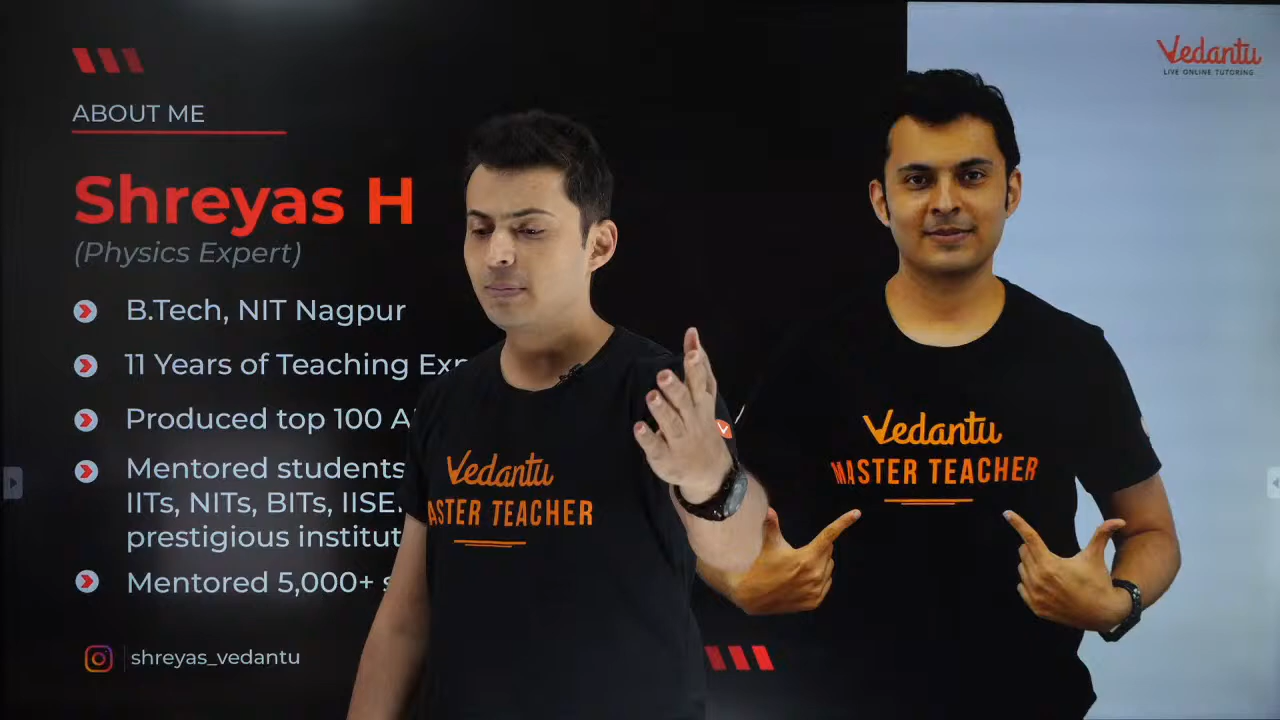 Vedantu
LIVE ONLINE TUTORING
ABOUT ME
Shreyas H
(Physics Expert)
B.Tech, NIT Nagpur
11 Years of Teaching
Produced top 100
Mentored students
IITs, NITs, BITs,
prestigious
Mentored 5,000+
shreyas_vedantu
Vedantu
TEACHER
Vedantu
MASTER TEACHER